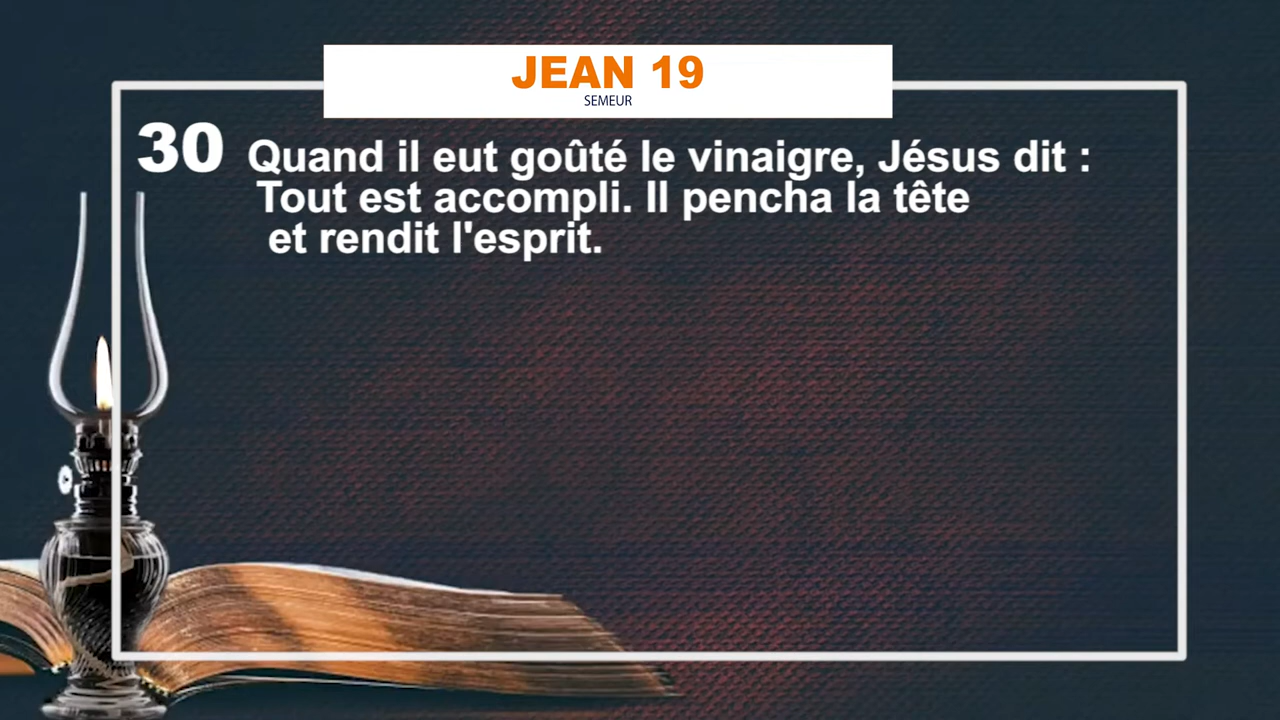 JEAN 19
SEMEUR
30 Quand il eut goûté le vinaigre, Jésus dit :
Tout est accompli. Il pencha la tête
et rendit l'esprit.